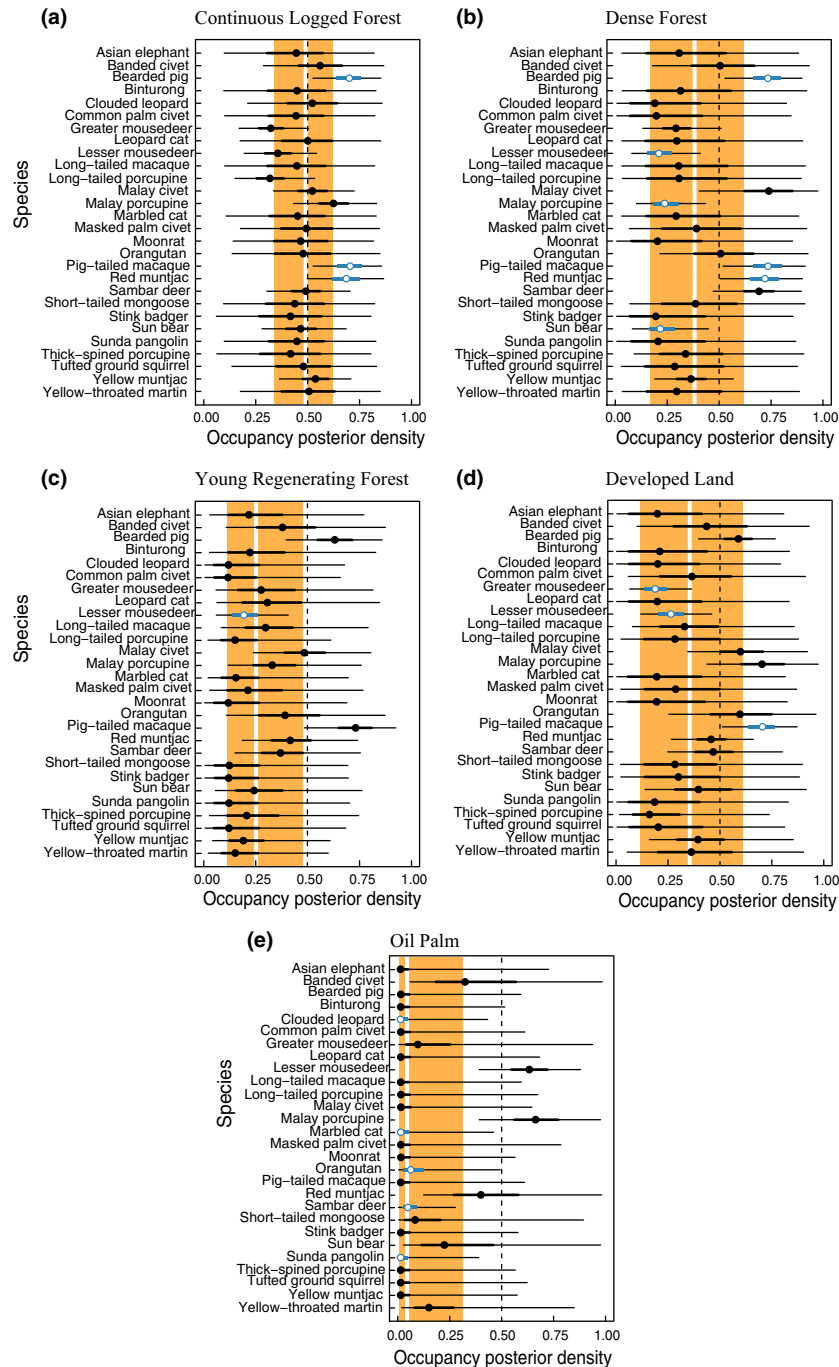 (a)
Continuous Logged Forest
Species
Asian elephant
Banded civet
Bearded pig
Binturong
Clouded leopard
Common palm civet
Greater mousedeer
Leopard cat
Lesser mousedeer
Long−tailed macaque
Long−tailed porcupine
Malay civet
Malay porcupine
Marbled cat
Masked palm civet
Moonrat
Orangutan
Pig−tailed macaque
Red muntjac
Sambar deer
Short−tailed mongoose
Stink badger
Sun bear
Sunda pangolin
Thick−spined porcupine
Tufted ground squirrel
Yellow muntjac
Yellow−throated martin
0.00 0.25 0.50 0.75 1.00
Occupancy posterior density
(b)
Dense Forest
Asian elephant
Banded civet
Bearded pig
Binturong
Clouded leopard
Common palm civet
Greater mousedeer
Leopard cat
Lesser mousedeer
Long−tailed macaque
Long−tailed porcupine
Malay civet
Malay porcupine
Marbled cat
Masked palm civet
Moonrat
Orangutan
Pig−tailed macaque
Red muntjac
Sambar deer
Short−tailed mongoose
Stink badger
Sun bear
Sunda pangolin
Thick−spined porcupine
Tufted ground squirrel
Yellow muntjac
Yellow−throated martin
0.00 0.25 0.50 0.75 1.00
Occupancy posterior density
(c)
Young Regenerating Forest
Species
Asian elephant
Banded civet
Bearded pig
Binturong
Clouded leopard
Common palm civet
Greater mousedeer
Leopard cat
Lesser mousedeer
Long−tailed macaque
Long−tailed porcupine
Malay civet
Malay porcupine
Marbled cat
Masked palm civet
Moonrat
Orangutan
Pig−tailed macaque
Red muntjac
Sambar deer
Short−tailed mongoose
Stink badger
Sun bear
Sunda pangolin
Thick−spined porcupine
Tufted ground squirrel
Yellow muntjac
Yellow−throated martin
0.00 0.25 0.50 0.75 1.00
Occupancy posterior density
(d)
Developed Land
Asian elephant
Banded civet
Bearded pig
Binturong
Clouded leopard
Common palm civet
Greater mousedeer
Leopard cat
Lesser mousedeer
Long−tailed macaque
Long−tailed porcupine
Malay civet
Malay porcupine
Marbled cat
Masked palm civet
Moonrat
Orangutan
Pig−tailed macaque
Red muntjac
Sambar deer
Short−tailed mongoose
Stink badger
Sun bear
Sunda pangolin
Thick−spined porcupine
Tufted ground squirrel
Yellow muntjac
Yellow−throated martin
0.00 0.25 0.50 0.75 1.00
Occupancy posterior density
(e)
Oil Palm
Species
Asian elephant
Banded civet
Bearded pig
Binturong
Clouded leopard
Common palm civet
Greater mousedeer
Leopard cat
Lesser mousedeer
Long−tailed macaque
Long−tailed porcupine
Malay civet
Malay porcupine
Marbled cat
Masked palm civet
Moonrat
Orangutan
Pig−tailed macaque
Red muntjac
Sambar deer
Short−tailed mongoose
Stink badger
Sun bear
Sunda pangolin
Thick−spined porcupine
Tufted ground squirrel
Yellow muntjac
Yellow−throated martin
0.00 0.25 0.50 0.75 1.00
Occupancy posterior density